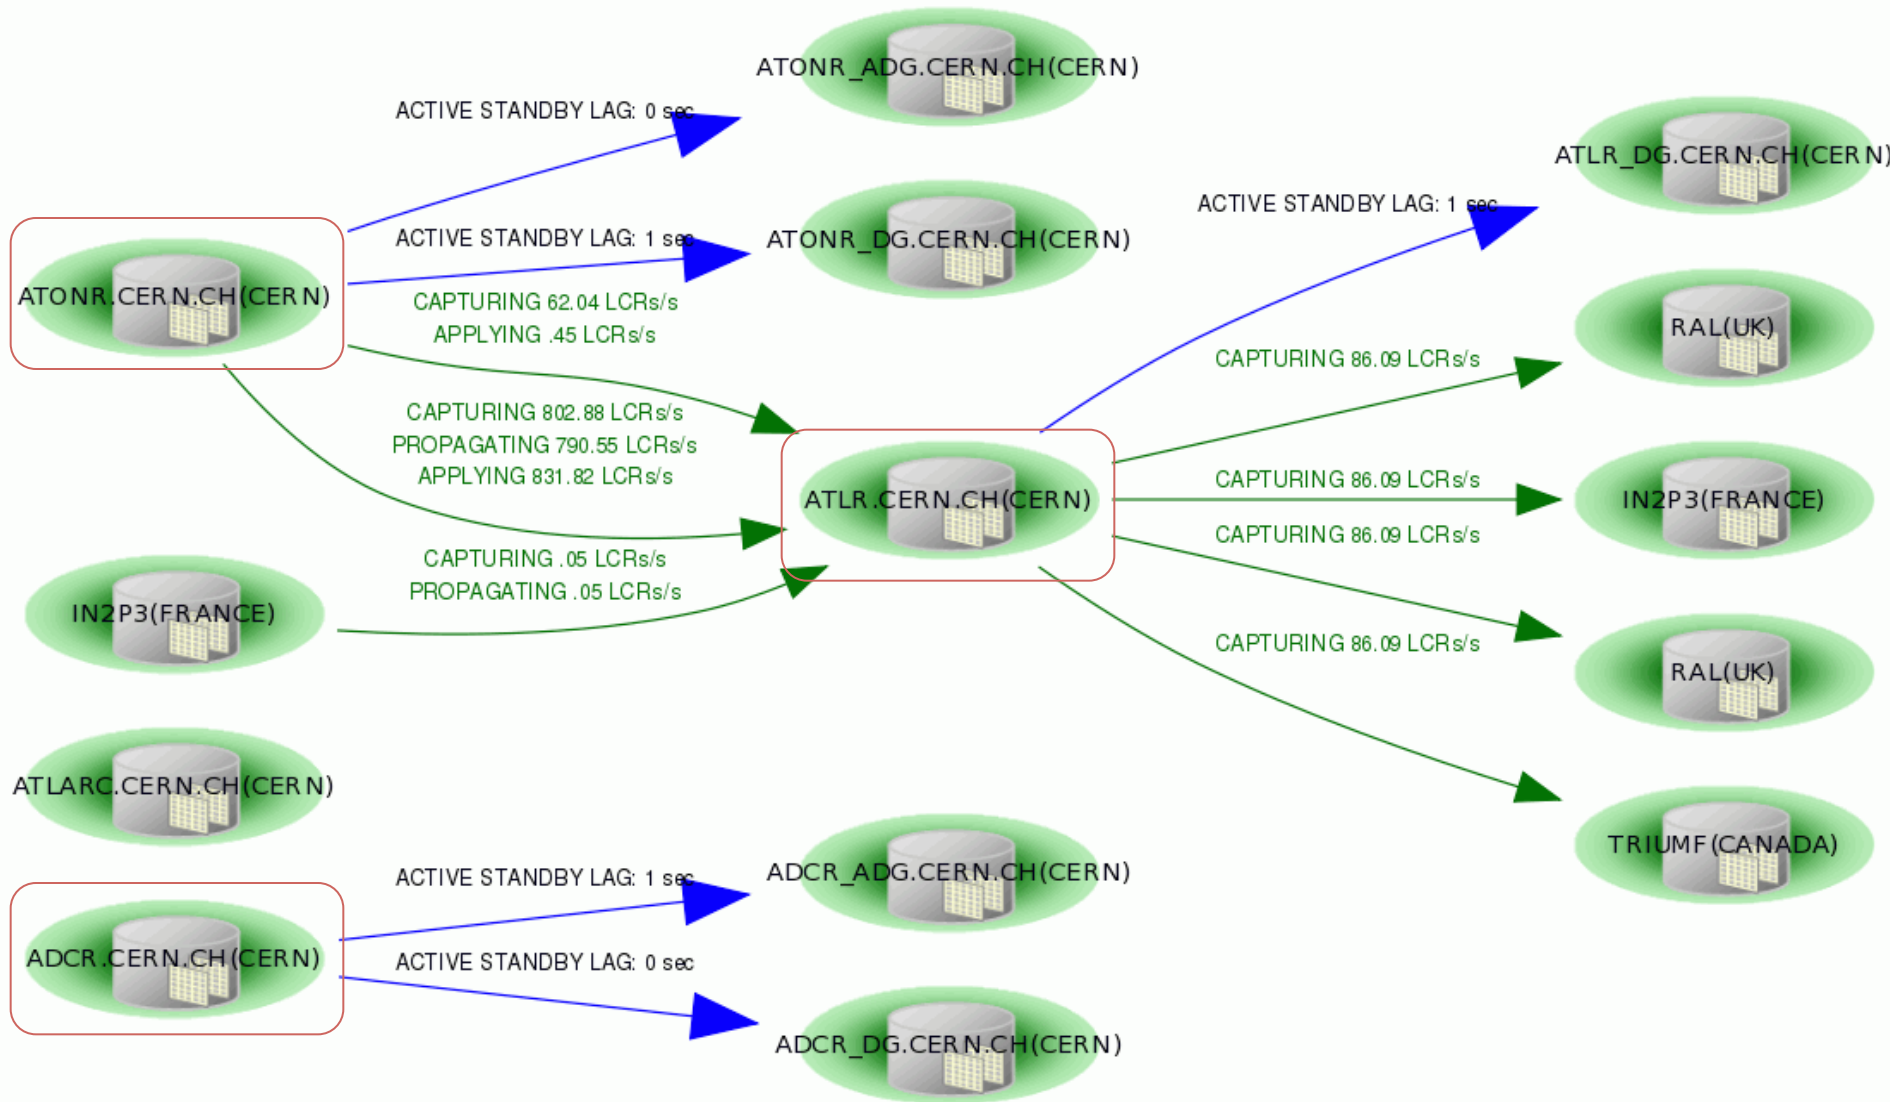 ATONR_ADG.CERN.CH(CERN)
ACTIVE STANDBY LAG: 0 sec
ATLR_DG.CERN.CH(CERN)
ACTIVE STANDBY LAG: 1 sec
ACTIVE STANDBY LAG: 1 sec
ATONR_DG.CERN.CH(CERN)
ATONR.CERN.CH(CERN)
CAPTURING 62.04 LCRs/s
APPLYING .45 LCRs/s
RAL(UK)
CAPTURING 86.09 LCRs/s
CAPTURING 802.88 LCRs/s
PROPAGATING 790.55 LCRs/s
APPLYING 831.82 LCRs/s
CAPTURING 86.09 LCRs/s
ATLR.CERN.CH(CERN)
IN2P3(FRANCE)
CAPTURING 86.09 LCRs/s
CAPTURING .05 LCRs/s
PROPAGATING .05 LCRs/s
IN2P3(FRANCE)
CAPTURING 86.09 LCRs/s
RAL(UK)
ATLARC.CERN.CH(CERN)
TRIUMF(CANADA)
ACTIVE STANDBY LAG: 1 sec
ADCR_ADG.CERN.CH(CERN)
ADCR.CERN.CH(CERN)
ACTIVE STANDBY LAG: 0 sec
ADCR_DG.CERN.CH(CERN)